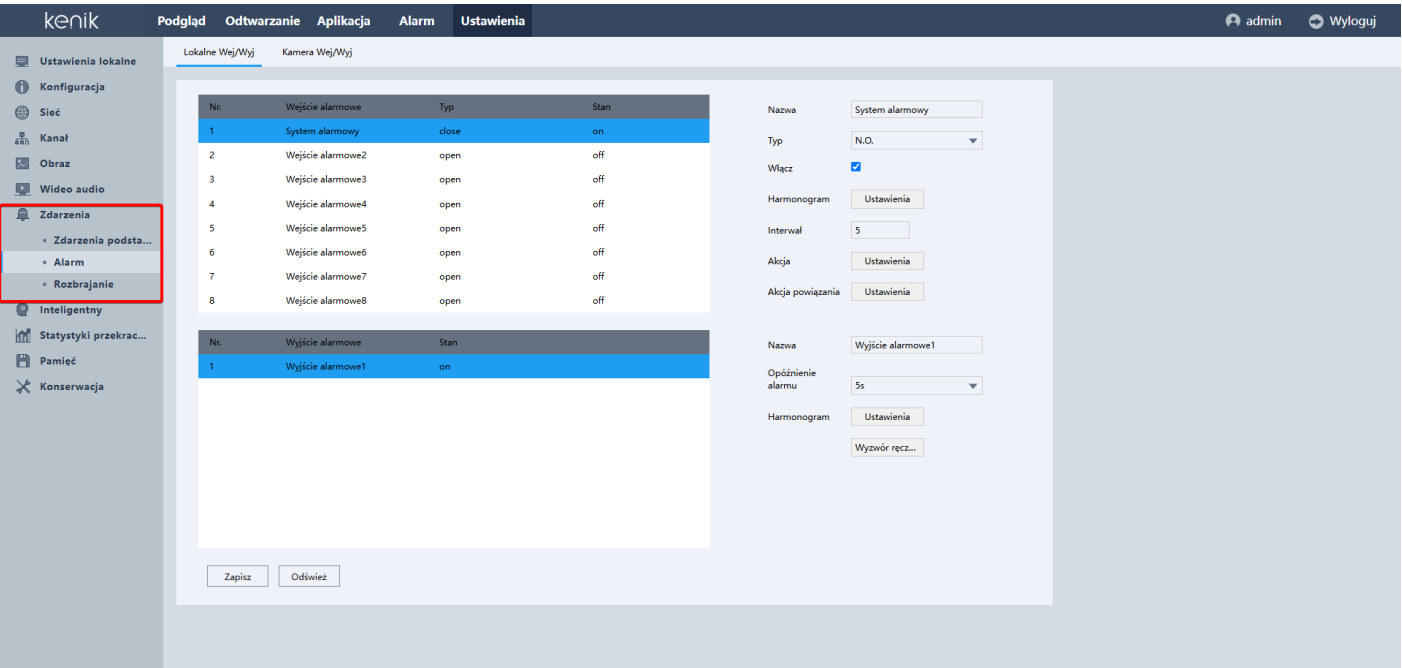 kenik Podgląd Odtwarzanie Aplikacja Alarm Ustawienia admin Wyloguj
Lokalne Wej/Wyj Kamera Wej/Wyj
Ustawienia lokalne
Konfiguracja
Sieć
Kanał
Obraz
Wideo audio
Zdarzenia
Zdarzenia podsta...
Alarm
Rozbrajanie
Inteligentny
Statystyki przekrac...
Pamięć
Konserwacja
Nr. Wejście alarmowe Typ Stan
1 System alarmowy close on
2 Wejście alarmowe2 open off
3 Wejście alarmowe3 open off
4 Wejście alarmowe4 open off
5 Wejście alarmowe5 open off
6 Wejście alarmowe6 open off
7 Wejście alarmowe7 open off
8 Wejście alarmowe8 open off
Nazwa System alarmowy
Typ N.O.
Włącz
Harmonogram Ustawienia
Interwał 5
Akcja Ustawienia
Akcja powiązania Ustawienia
Nr. Wyjście alarmowe Stan
1 Wyjście alarmowe1 on
Nazwa Wyjście alarmowe1
Opóźnienie
alarmu 5s
Harmonogram Ustawienia
Wyzwór ręcz...
Zapisz Odśwież